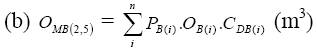 (b) O_{MB(2,5)} = \sum_{i}^{n} P_{B(i)} . O_{B(i)} . C_{DB(i)} (m^3)